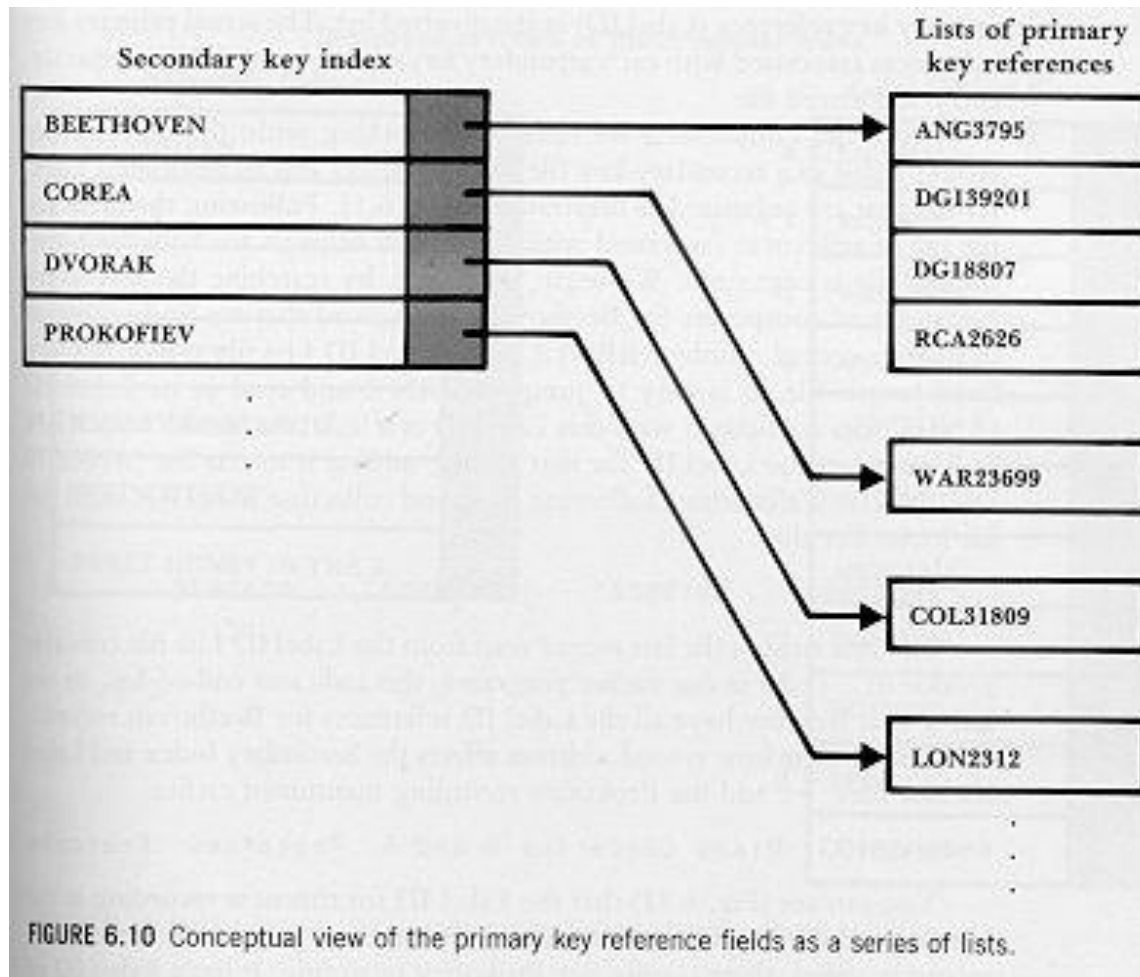 Secondary key index
Lists of primary
key references
BEETHOVEN
COREA
DVORAK
PROKOFIEV
ANG3795
DG139201
DG18807
RCA2626
WAR23699
COL31809
LON2312
FIGURE 6.10 Conceptual view of the primary key reference fields as a series of lists.